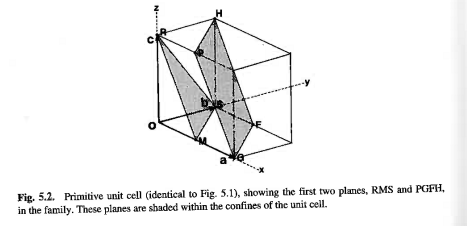 z
H
R
c
P
y
b S
O
F
M
a G
x
Fig. 5.2. Primitive unit cell (identical to Fig. 5.1), showing the first two planes, RMS and PGFH,
in the family. These planes are shaded within the confines of the unit cell.